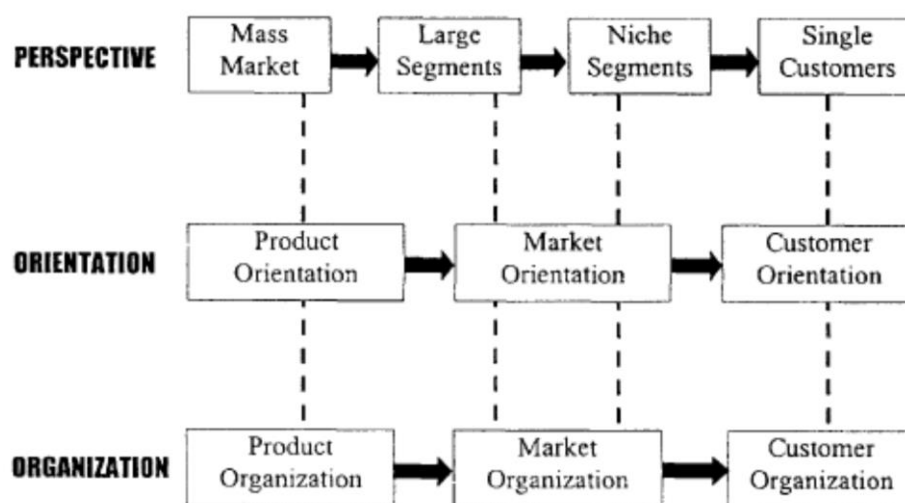 PERSPECTIVE
Mass
Market
Large
Segments
Niche
Segments
Single
Customers
ORIENTATION
Product
Orientation
Market
Orientation
Customer
Orientation
ORGANIZATION
Product
Organization
Market
Organization
Customer
Organization